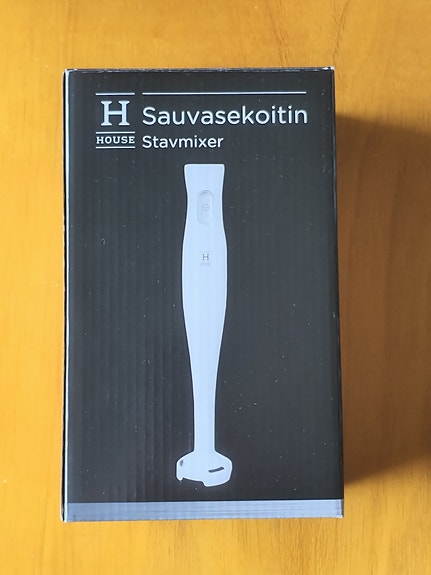 H Sauvasekoitin
HOUSE Stavmixer
H